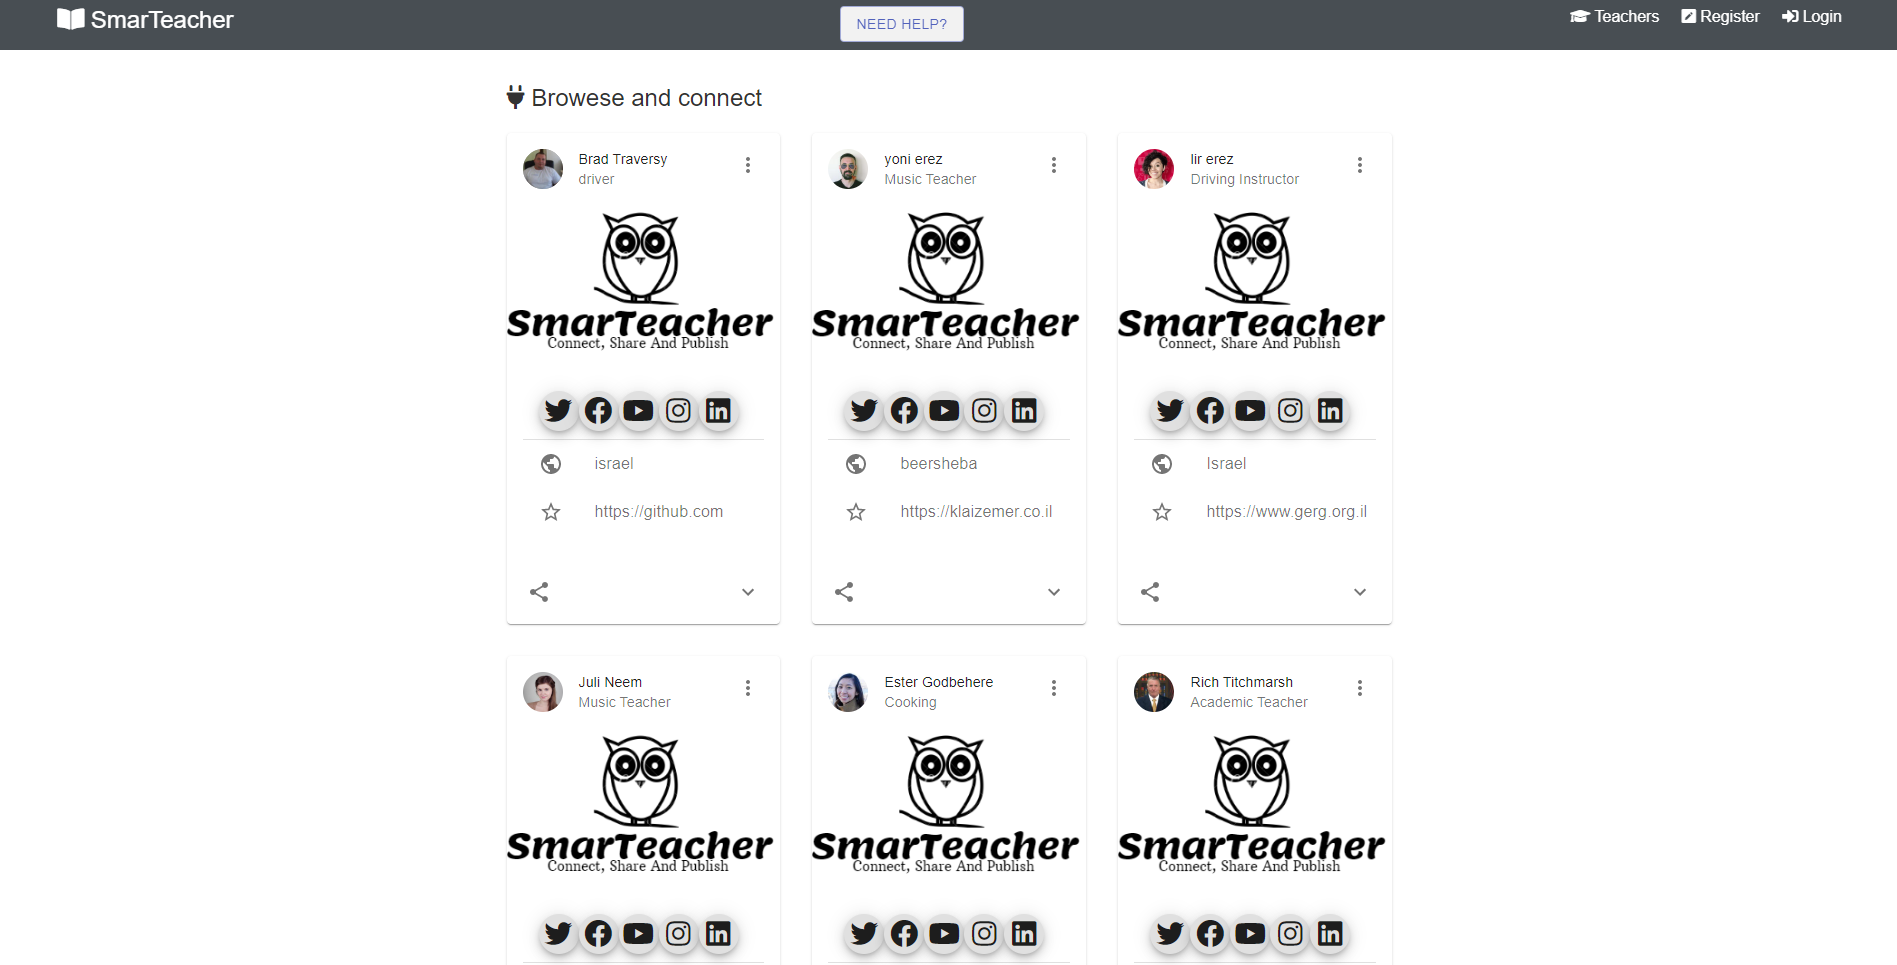 SmarTeacher
NEED HELP?
Teachers
Register
Login
Browese and connect
Brad Traversy
driver
SmarTeacher
Connect, Share And Publish
israel
https://github.com
yoni erez
Music Teacher
SmarTeacher
Connect, Share And Publish
beersheba
https://klaizemer.co.il
lir erez
Driving Instructor
SmarTeacher
Connect, Share And Publish
Israel
https://www.gerg.org.il
Juli Neem
Music Teacher
SmarTeacher
Connect, Share And Publish
Ester Godbehere
Cooking
SmarTeacher
Connect, Share And Publish
Rich Titchmarsh
Academic Teacher
SmarTeacher
Connect, Share And Publish